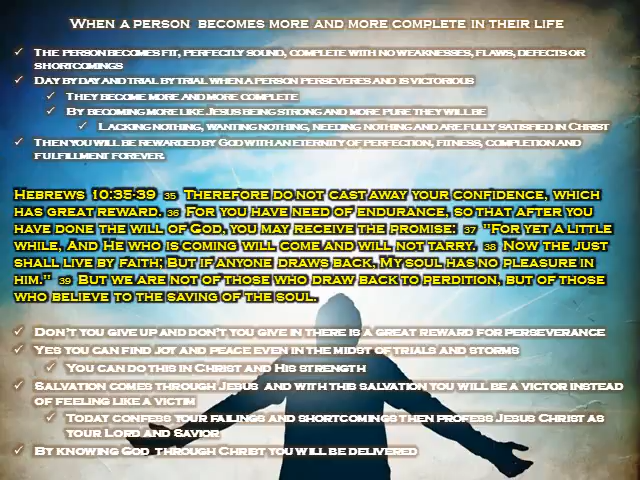 When a person becomes more and more complete in their life
✓ The person becomes fit, perfectly sound, complete with no weaknesses, flaws, defects or
shortcomings
✓ Day by day and trial by trial when a person perseveres and is victorious
✓ They become more and more complete
✓ By becoming more like Jesus being strong and more pure they will be
✓ Lacking nothing, wanting nothing, needing nothing and are fully satisfied in Christ
✓ Then you will be rewarded by God with an eternity of perfection, fitness, completion and
fulfillment forever.
Hebrews 10:35-39 35 Therefore do not cast away your confidence, which
has great reward. 36 For you have need of endurance, so that after you
have done the will of God, you may receive the promise: 37 "For yet a little
while, And He who is coming will come and will not tarry. 38 Now the just
shall live by faith; But if anyone draws back, My soul has no pleasure in
him." 39 But we are not of those who draw back to perdition, but of those
who believe to the saving of the soul.
✓ Don't you give up and don't you give in there is a great reward for perseverance
✓ Yes you can find joy and peace even in the midst of trials and storms
✓ You can do this in Christ and His strength
✓ Salvation comes through Jesus and with this salvation you will be a victor instead
of feeling like a victim
✓ Today confess your failings and shortcomings then profess Jesus Christ as
your Lord and Savior
✓ By knowing God through Christ you will be delivered